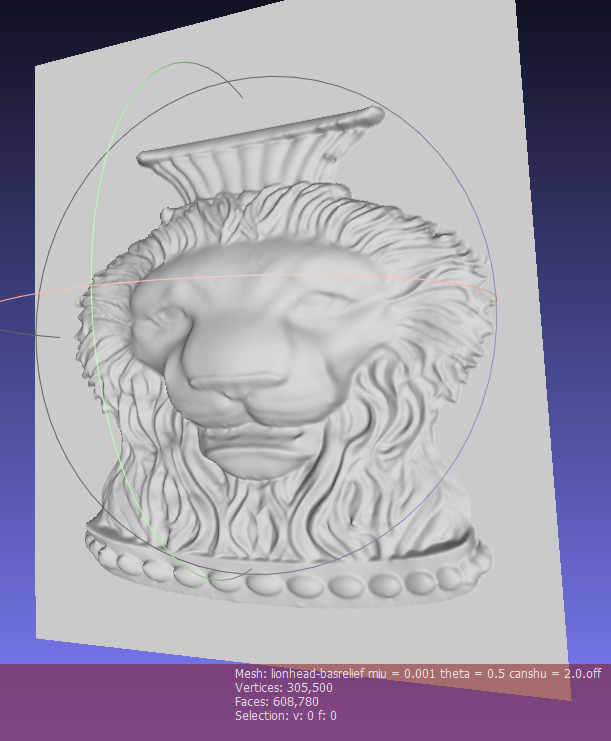 Mesh: lionhead-basrelief miu = 0.001 theta = 0.5 canshu = 2.0.off
Vertices: 305,500
Faces: 608,780
Selection: v: 0 f: 0